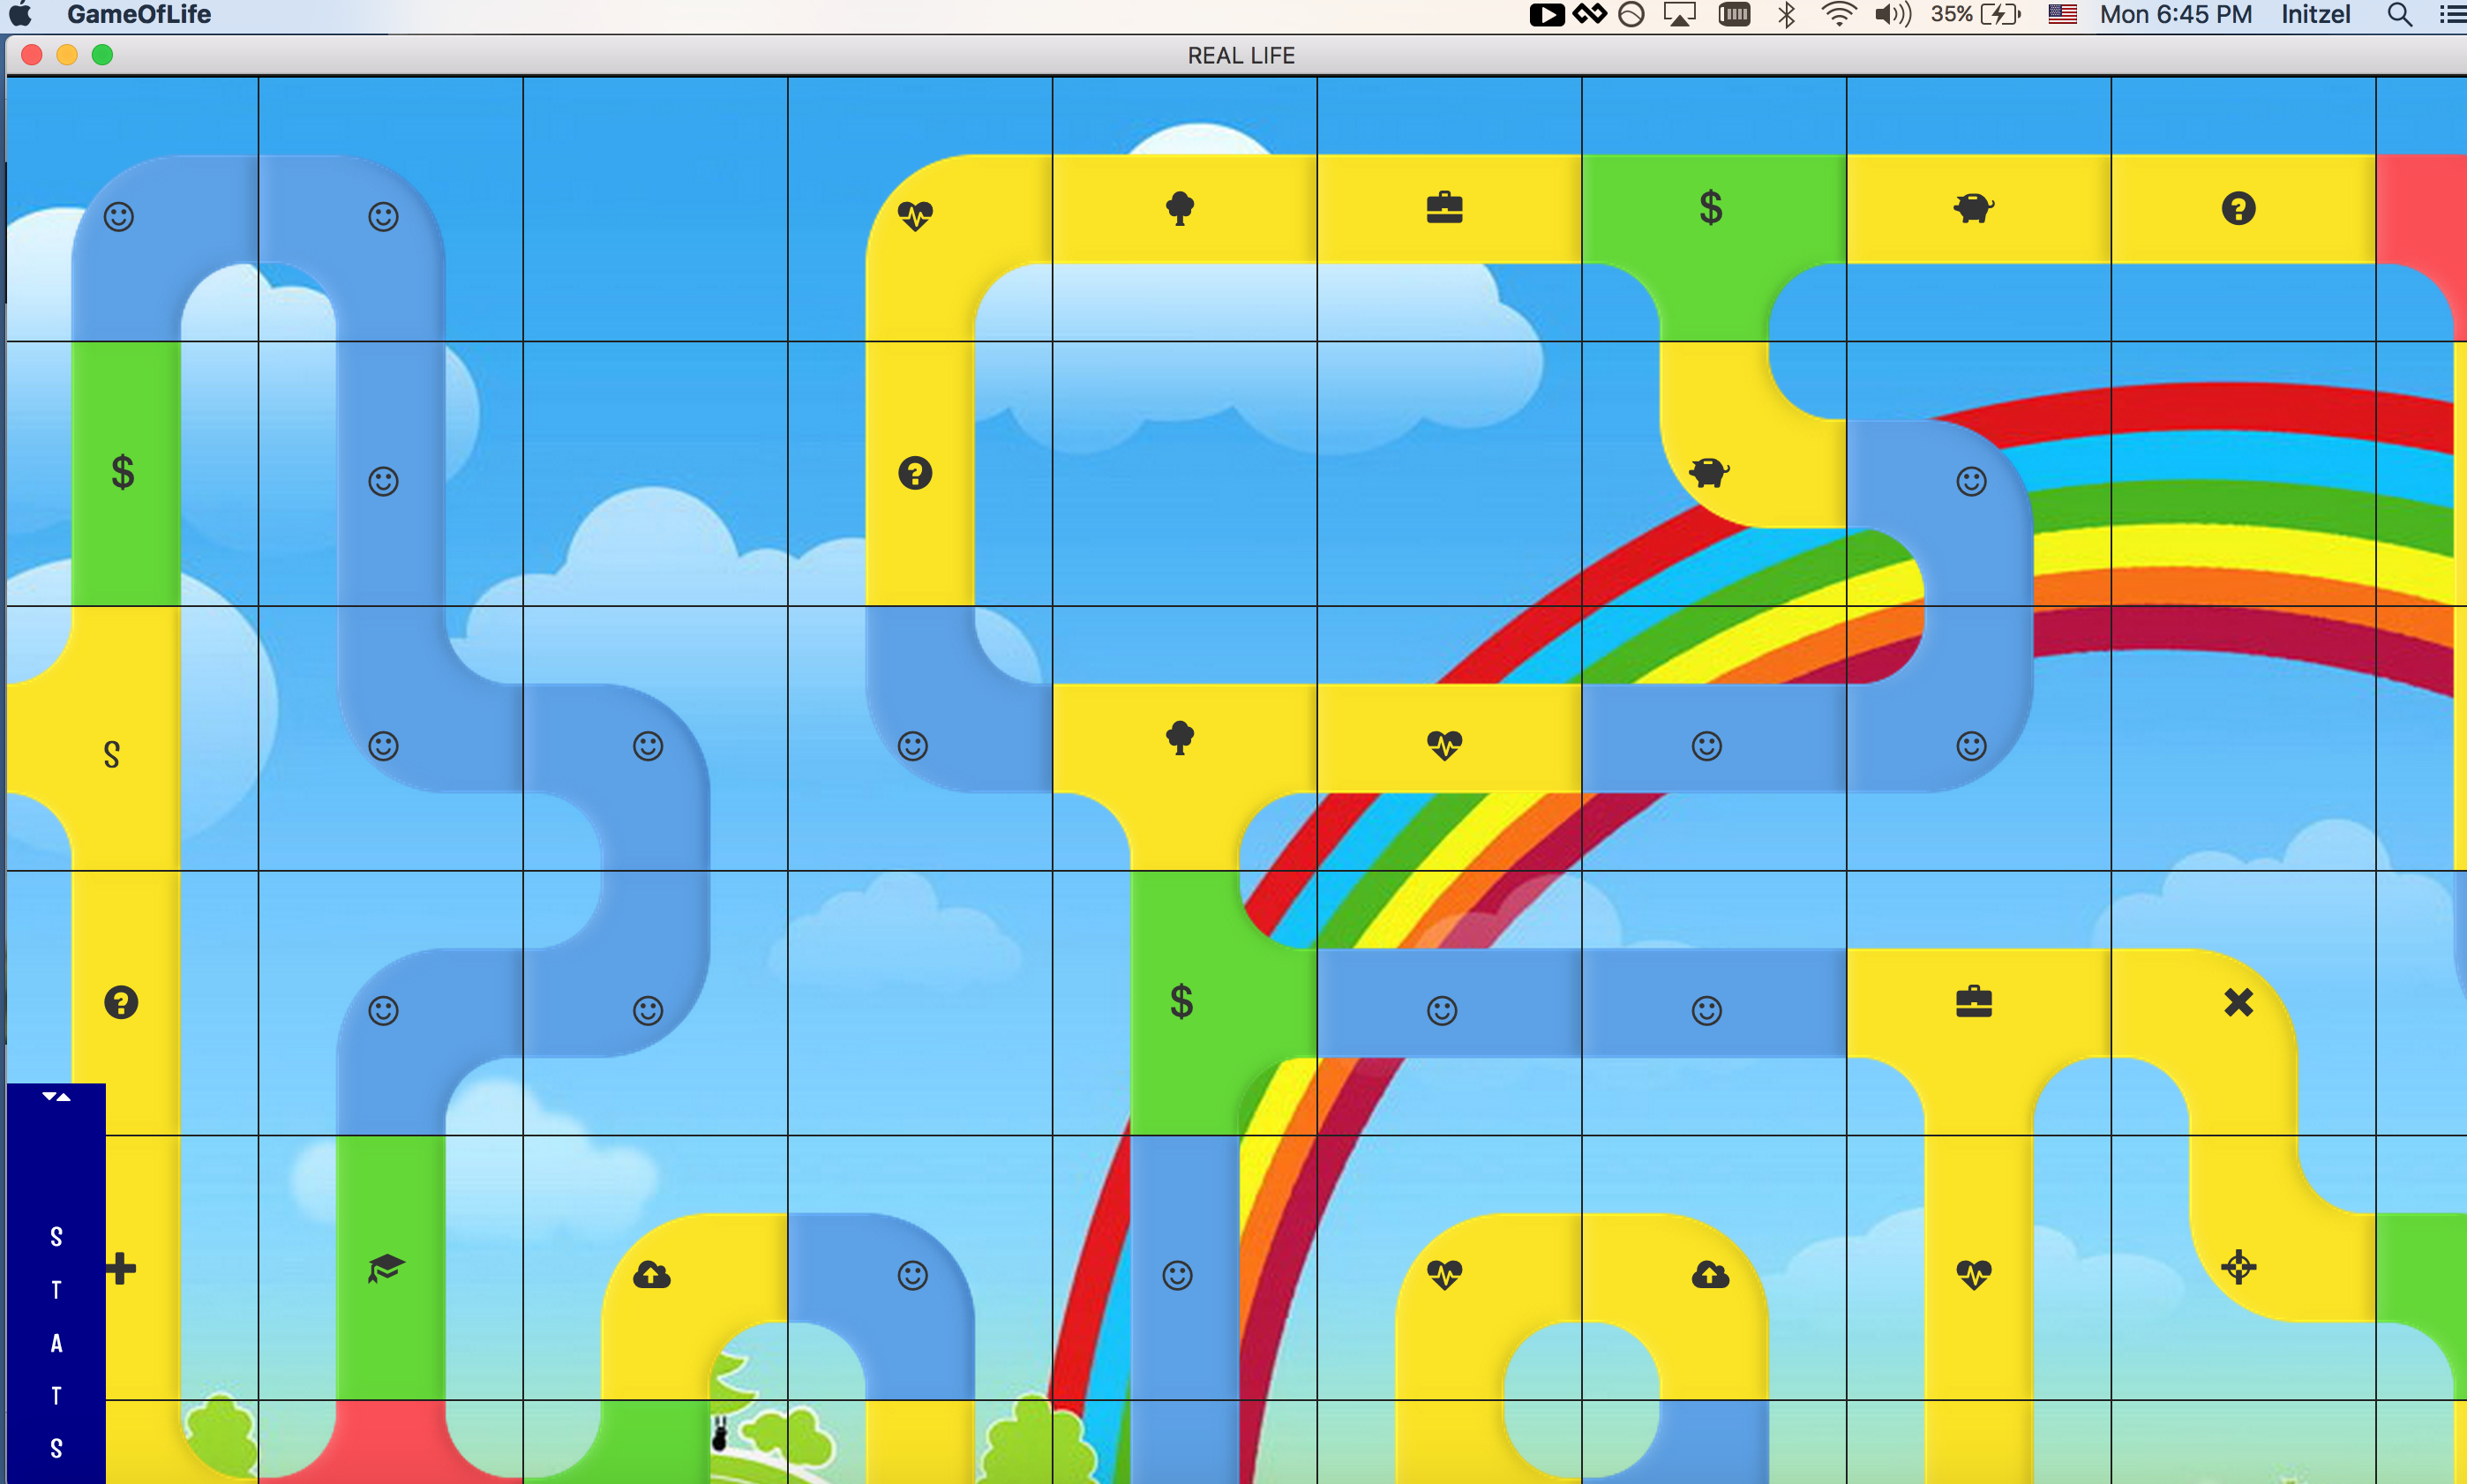 GameOfLife
35%
Mon 6:45 PM
Initzel
REAL LIFE
$
$
?
?
$
?
S
?
$
S
T
A
T
S